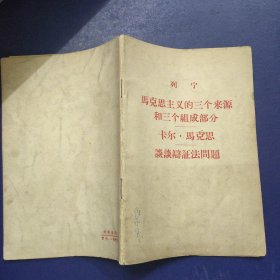 列宁
馬克思主义的三个来源
和三个組成部分
卡尔·馬克思
談談辯証法問題